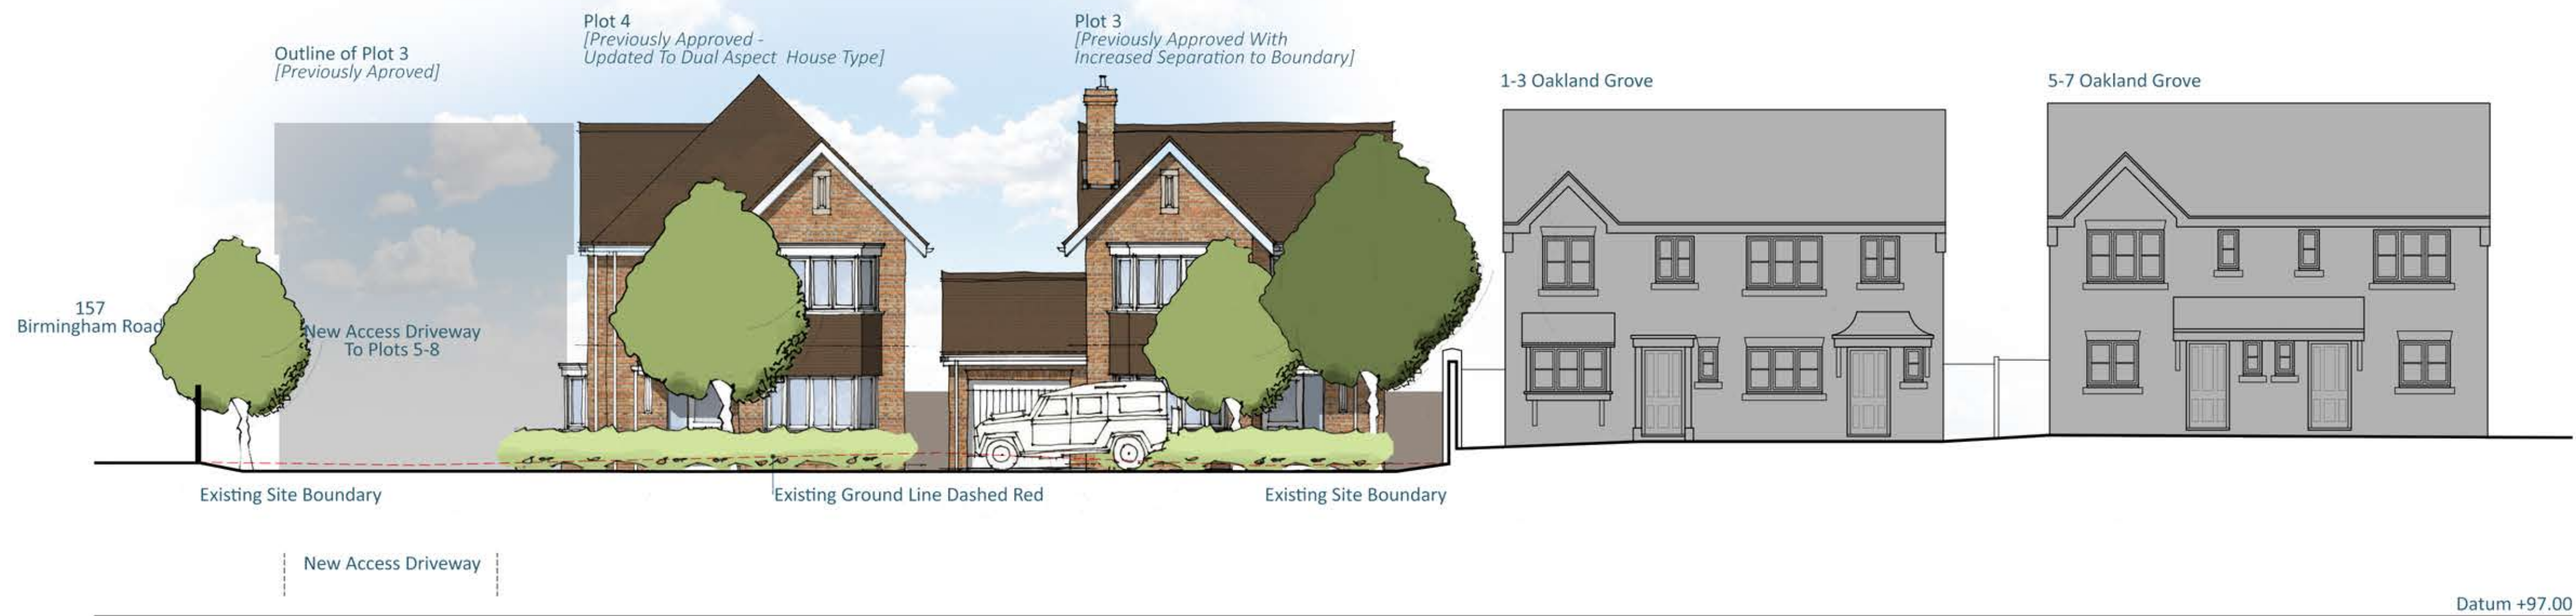 Outline of Plot 3
[Previously Aproved]
Plot 4
[Previously Approved -
Updated To Dual Aspect House Type]
Plot 3
[Previously Approved With
Increased Separation to Boundary]
1-3 Oakland Grove
5-7 Oakland Grove
157
Birmingham Road
New Access Driveway
To Plots 5-8
Existing Site Boundary
Existing Ground Line Dashed Red
Existing Site Boundary
New Access Driveway
Datum +97.00